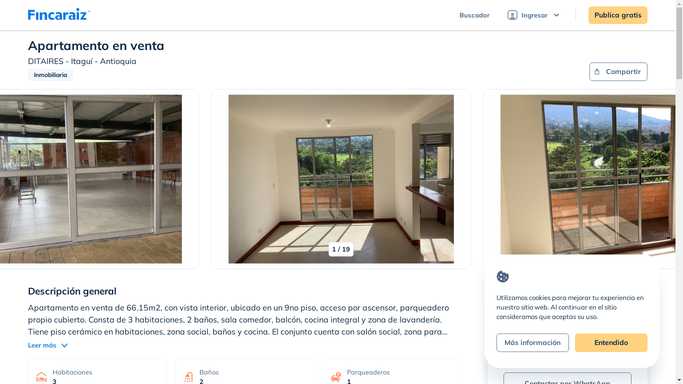 Fincaraiz
Buscador
Ingresar
Publica gratis
Apartamento en venta
DITAIRES - Itaguí - Antioquia
Inmobiliaria
Compartir
1 / 19
Descripción general
Apartamento en venta de 66,15m2, con vista interior, ubicado en un 9no piso, acceso por ascensor, parqueadero
propio cubierto. Consta de 3 habitaciones, 2 baños, sala comedor, balcón, cocina integral y zona de lavandería.
Tiene piso cerámico en habitaciones, zona social, baños y cocina. El conjunto cuenta con salón social, zona para...
Leer más
Habitaciones
3
Baños
2
Parqueaderos
1
Utilizamos cookies para mejorar tu experiencia en
nuestro sitio web. Al continuar en el sitio
consideramos que aceptas su uso.
Más información
Entendido
Contactar por WhatsApp